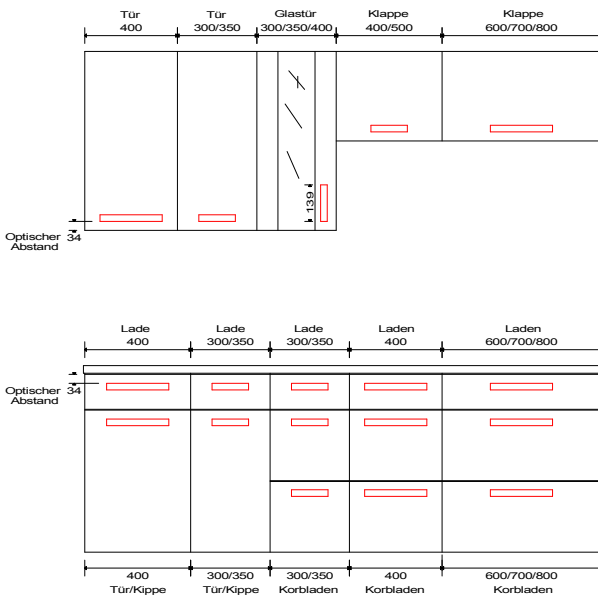 Tür Tür Glastür Klappe Klappe
400 300/350 300/350/400 400/500 600/700/800
139
Optischer 34
Abstand
Lade Lade Lade Laden Laden
400 300/350 300/350 400 600/700/800
Optischer 34
Abstand
400 300/350 300/350 400 600/700/800
Tür/Kippe Tür/Kippe Korbladen Korbladen Korbladen